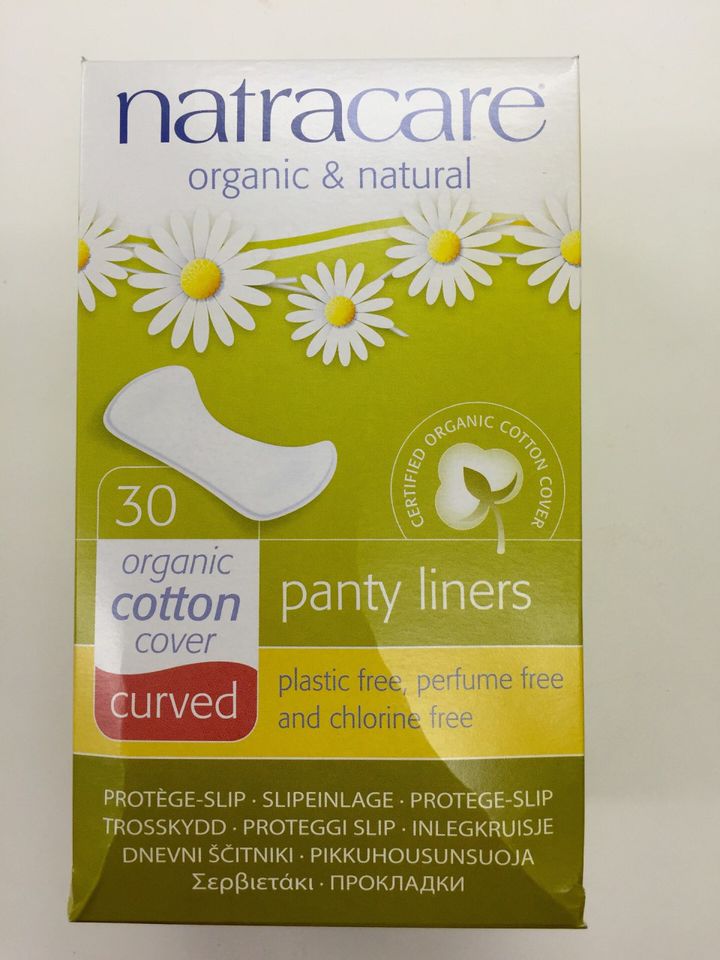 natracare
organic & natural
CERTIFIED ORGANIC COTTON COVER
30
organic
cotton
cover
curved
panty liners
plastic free, perfume free
and chlorine free
PROTÈGE-SLIP · SLIPEINLAGE · PROTEGE-SLIP
TROSSKYDD · PROTEGGI SLIP · INLEGKRUISJE
DNEVNI ŠČITNIKI · PIKKUHOUSUNSUOJA
Σερβιετάκι · ПРОКЛАДКИ